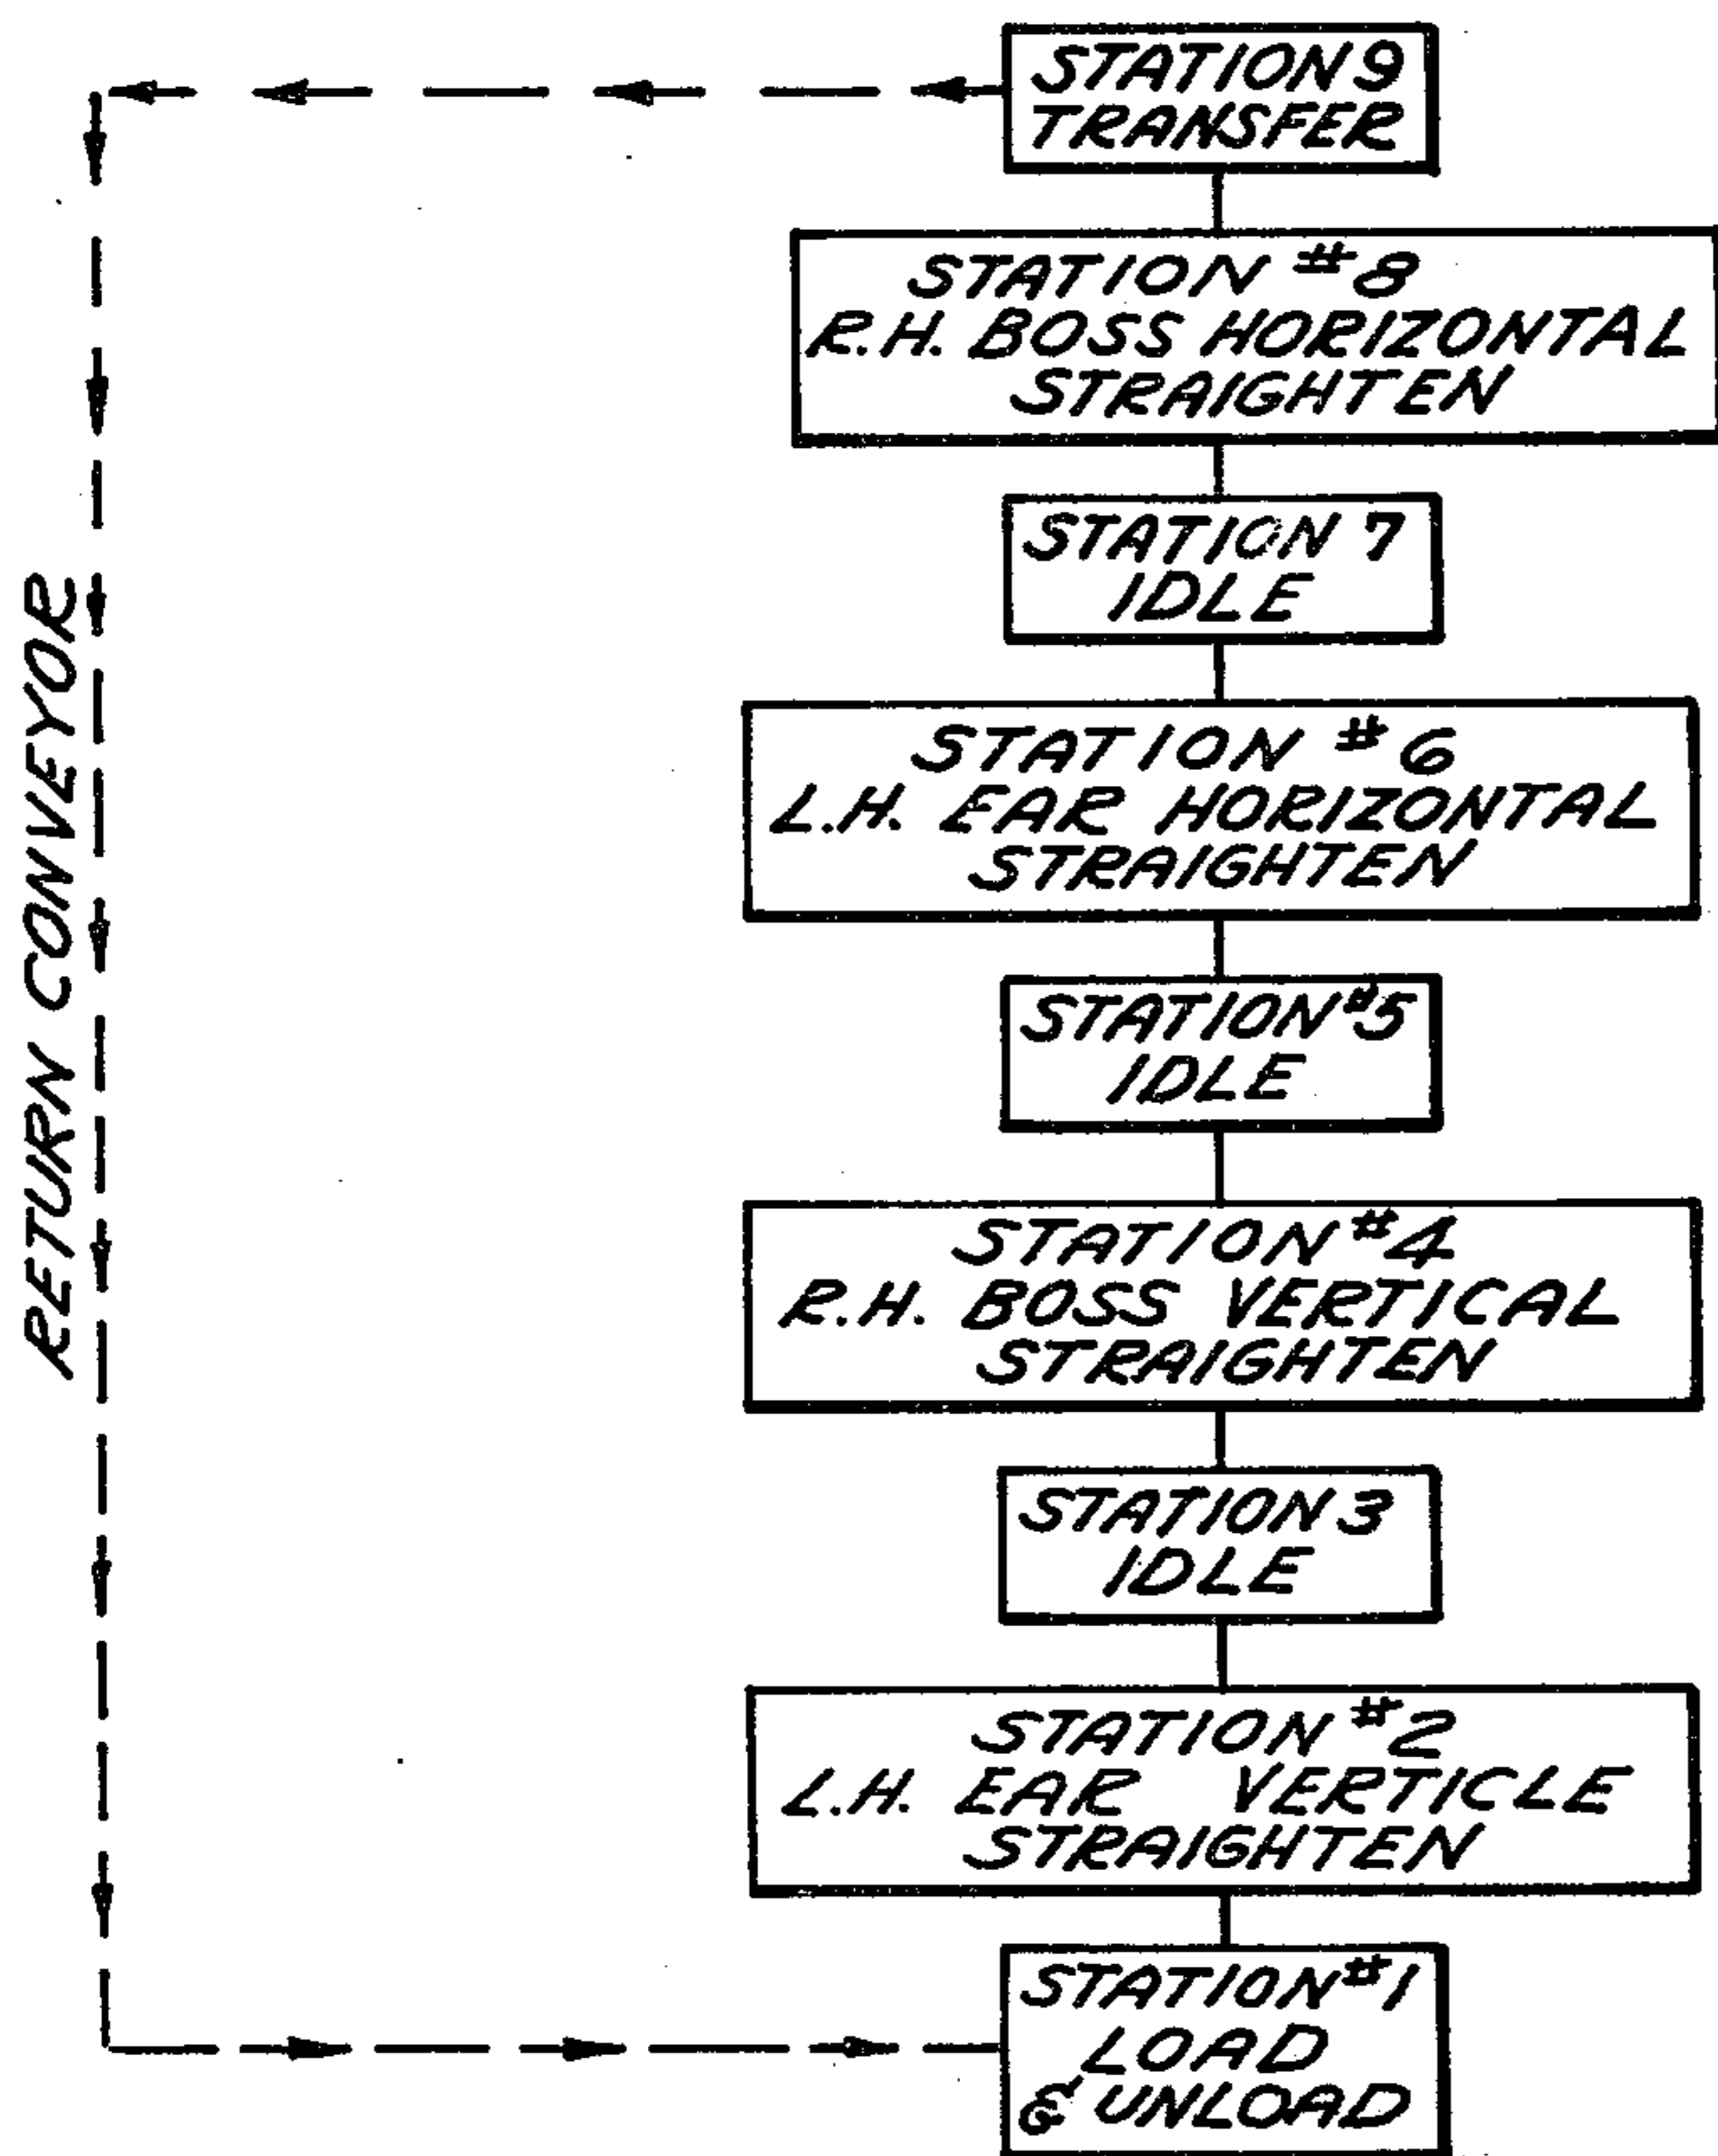 STATION 9
TRANSFER
STATION #8
R.H. BOSS HORIZONTAL
STRAIGHTEN
STATION 7
IDLE
STATION #6
L.H. EAR HORIZONTAL
STRAIGHTEN
STATION #5
IDLE
STATION #4
R.H. BOSS VERTICAL
STRAIGHTEN
STATION 3
IDLE
STATION #2
L.H. EAR VERTICLE
STRAIGHTEN
STATION #1
LOAD
& UNLOAD
RETURN CONVEYOR